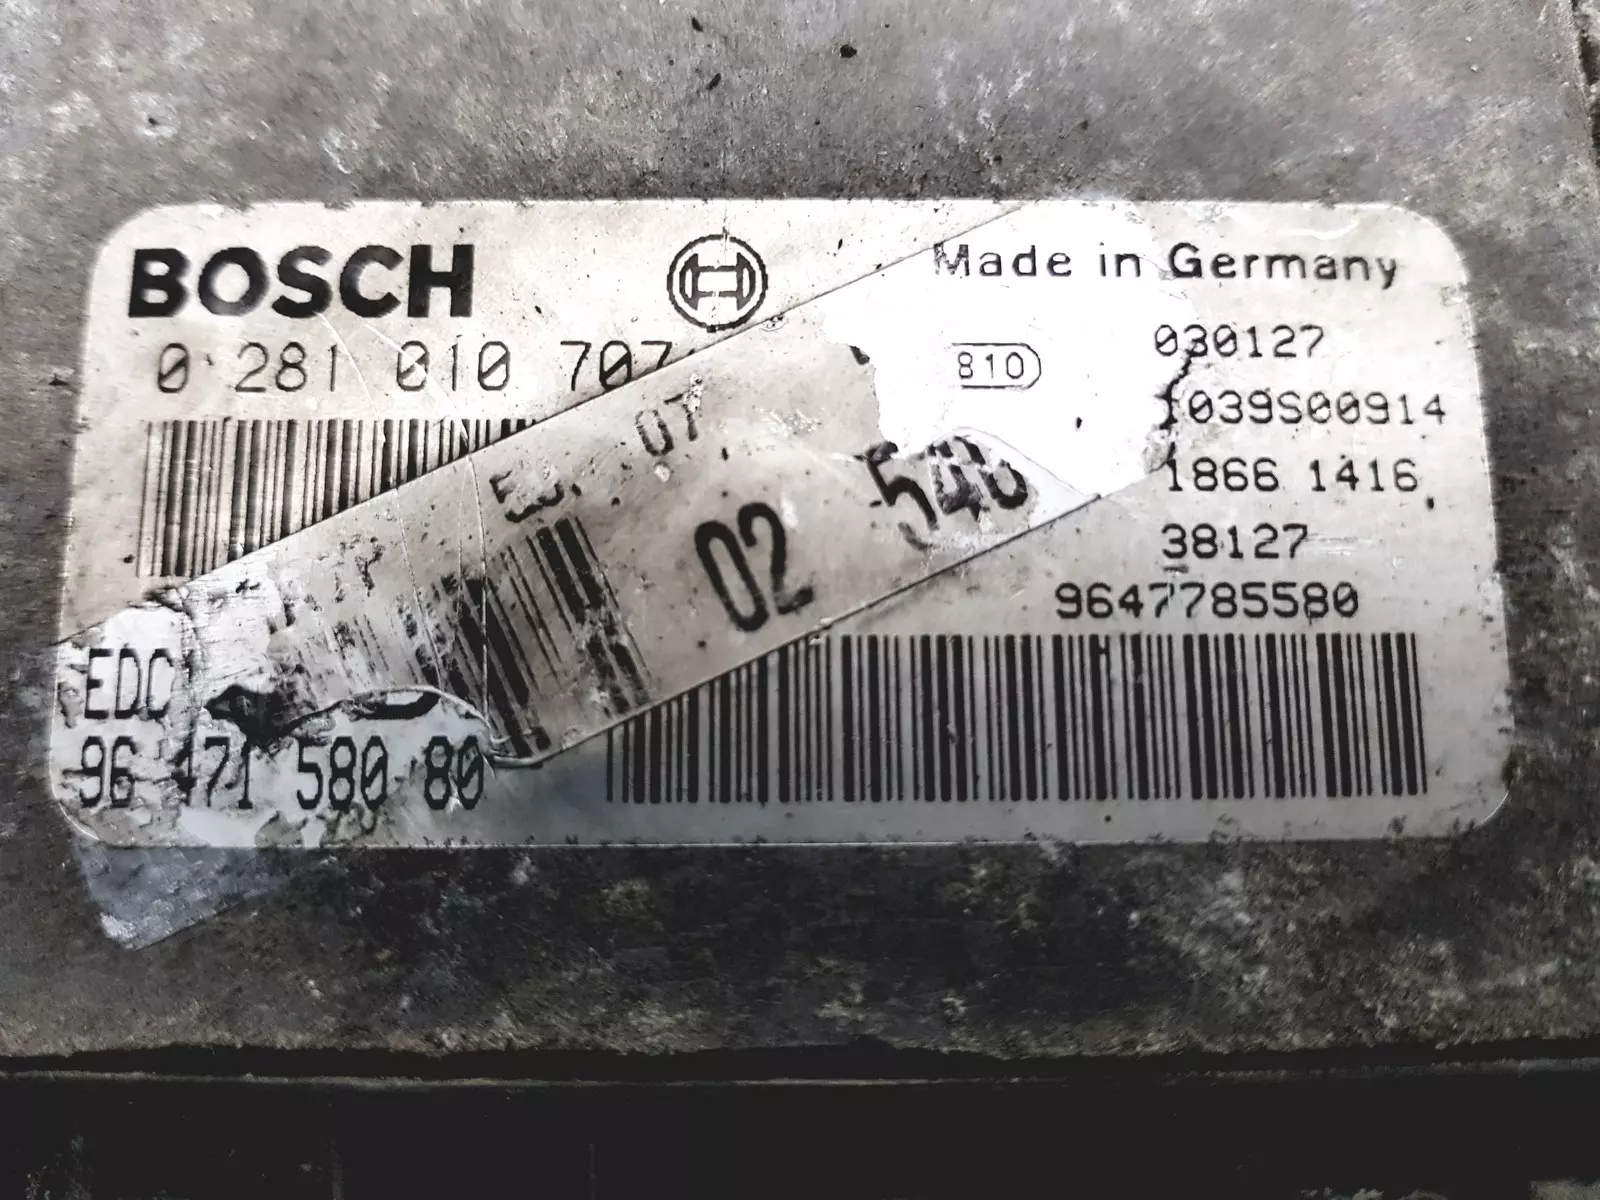 BOSCH
Made in Germany
0 281 010 707
810
030127
1039S00914
1866 1416
07
02
38127
9647785580
EDC
96 471 580 80